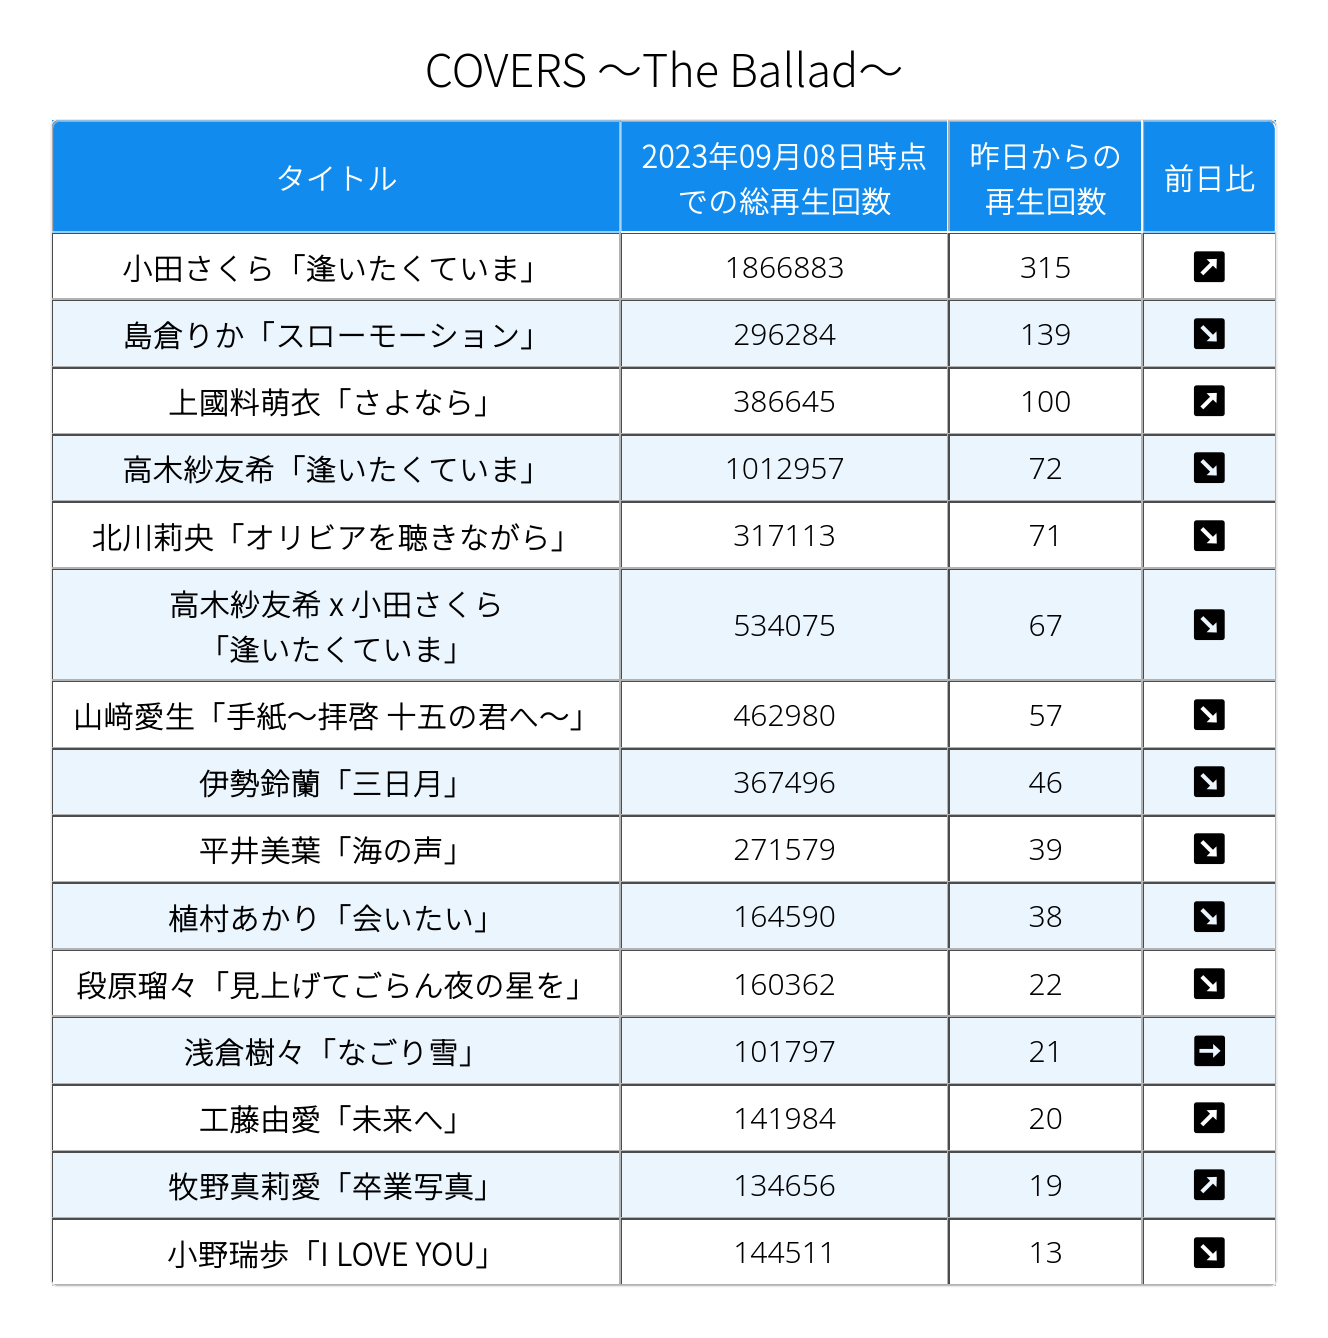 COVERS ～The Ballad～
タイトル
2023年09月08日時点
での総再生回数
昨日からの
再生回数
前日比
小田さくら「逢いたくていま」 1866883 315 ↗
島倉りか「スローモーション」 296284 139 ↘
上國料萌衣「さよなら」 386645 100 ↗
高木紗友希「逢いたくていま」 1012957 72 ↘
北川莉央「オリビアを聴きながら」 317113 71 ↘
高木紗友希 x 小田さくら
「逢いたくていま」 534075 67 ↘
山﨑愛生「手紙～拝啓 十五の君へ～」 462980 57 ↘
伊勢鈴蘭「三日月」 367496 46 ↘
平井美葉「海の声」 271579 39 ↘
植村あかり「会いたい」 164590 38 ↘
段原瑠々「見上げてごらん夜の星を」 160362 22 ↘
浅倉樹々「なごり雪」 101797 21 →
工藤由愛「未来へ」 141984 20 ↗
牧野真莉愛「卒業写真」 134656 19 ↗
小野瑞歩「I LOVE YOU」 144511 13 ↘